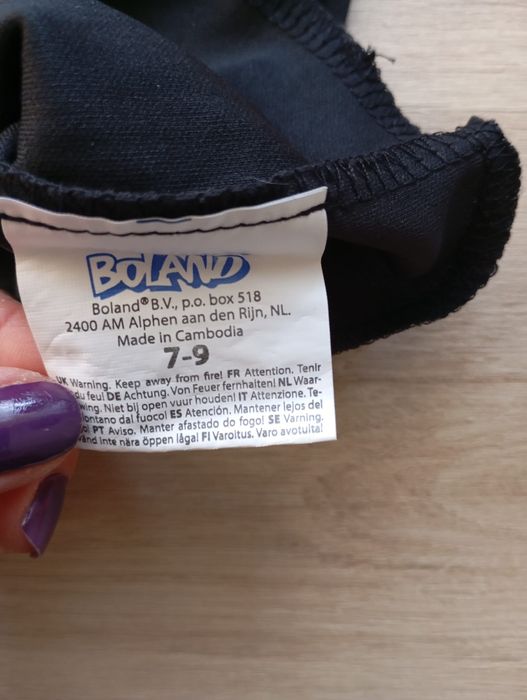 BOLAND
Boland® B.V., p.o. box 518
2400 AM Alphen aan den Rijn, NL.
Made in Cambodia
7-9
UK Warning. Keep away from fire! FR Attention. Tenir
du feu! DE Achtung. Von Feuer fernhalten! NL Waar-
wing. Niet bij open vuur houden! IT Attenzione. Te-
lontano dal fuoco! ES Atención. Mantener lejos del
PT Aviso. Manter afastado do fogo! SE Varning.
vänd inte nära öppen låga! FI Varoitus. Varo avotulta!